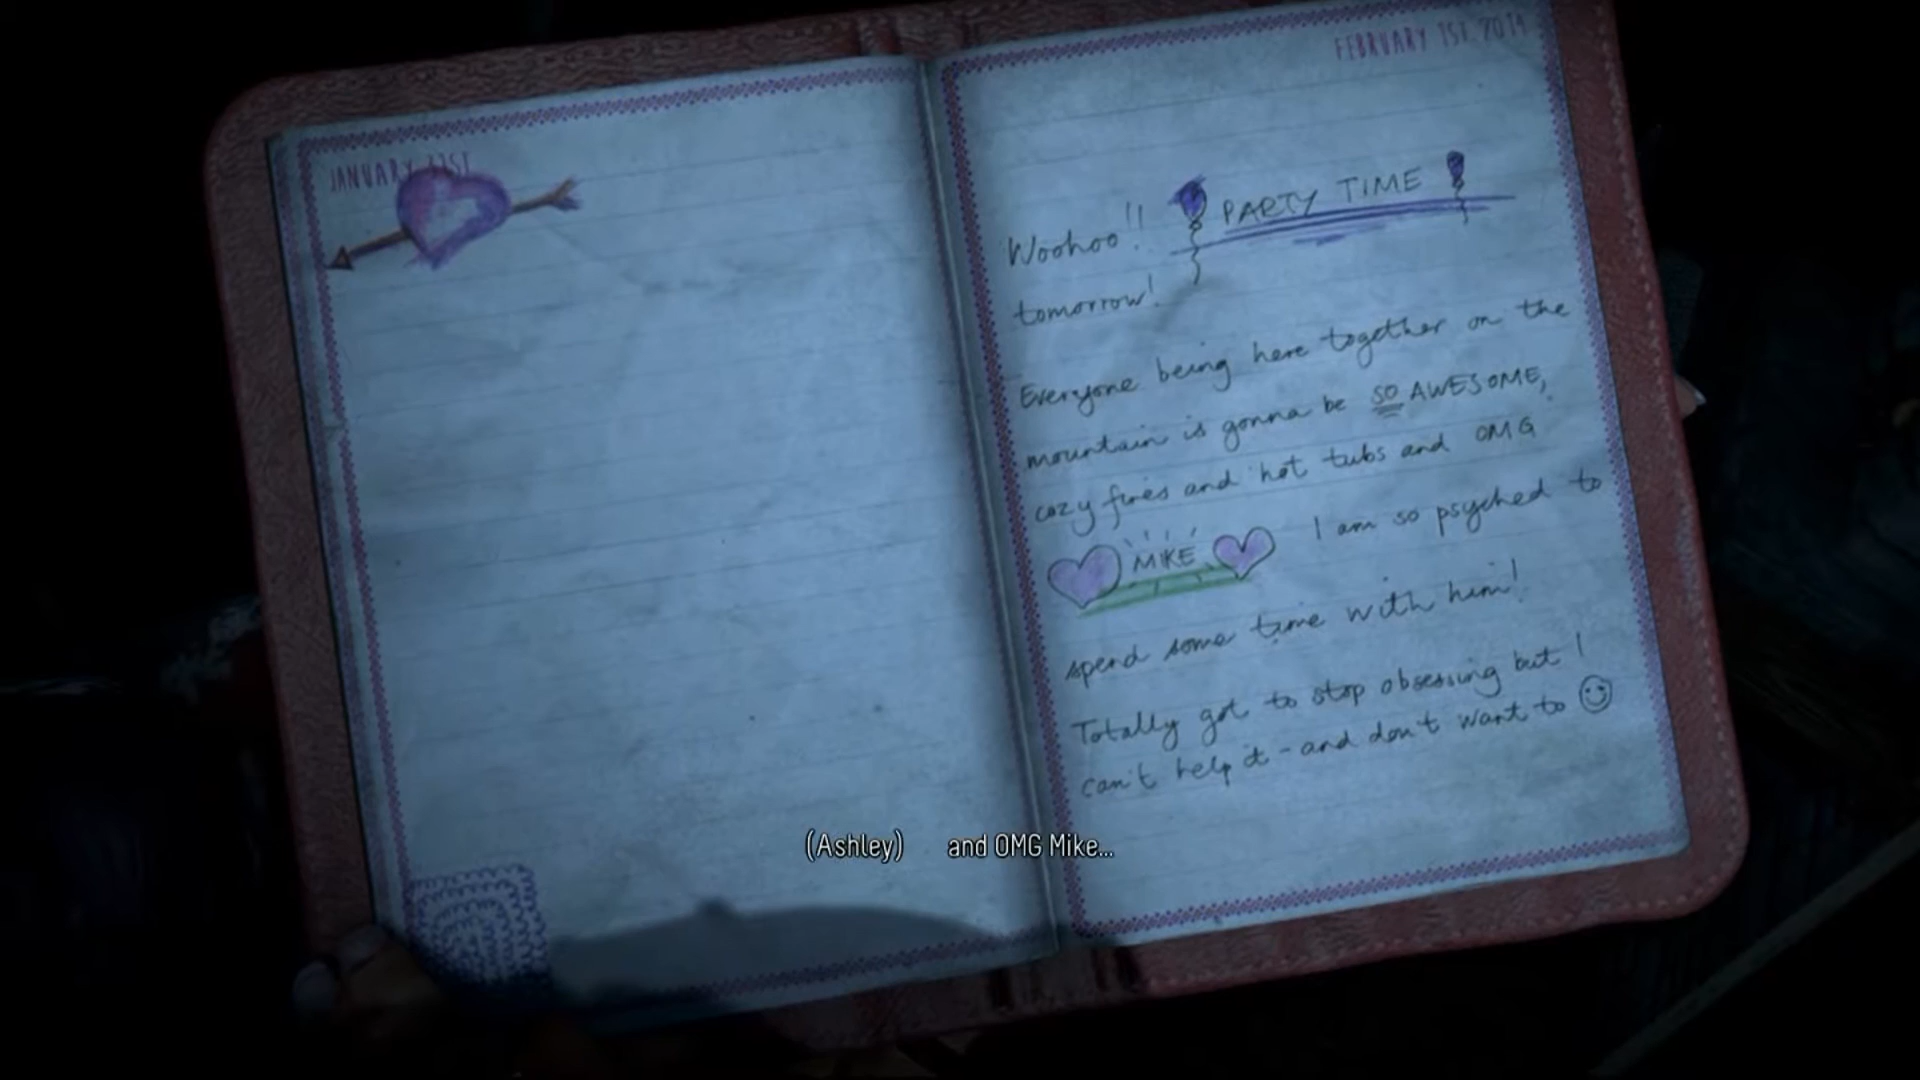 JANUARY 31ST
FEBRUARY 1ST 2014
Woohoo!! PARTY TIME
tomorrow!
Everyone being here together on the
mountain is gonna be SO AWESOME,
cozy fires and hot tubs and OMG
MIKE I am so psyched to
spend some time with him!
Totally got to stop obsessing but I
can't help it - and don't want to
(Ashley) and OMG Mike...